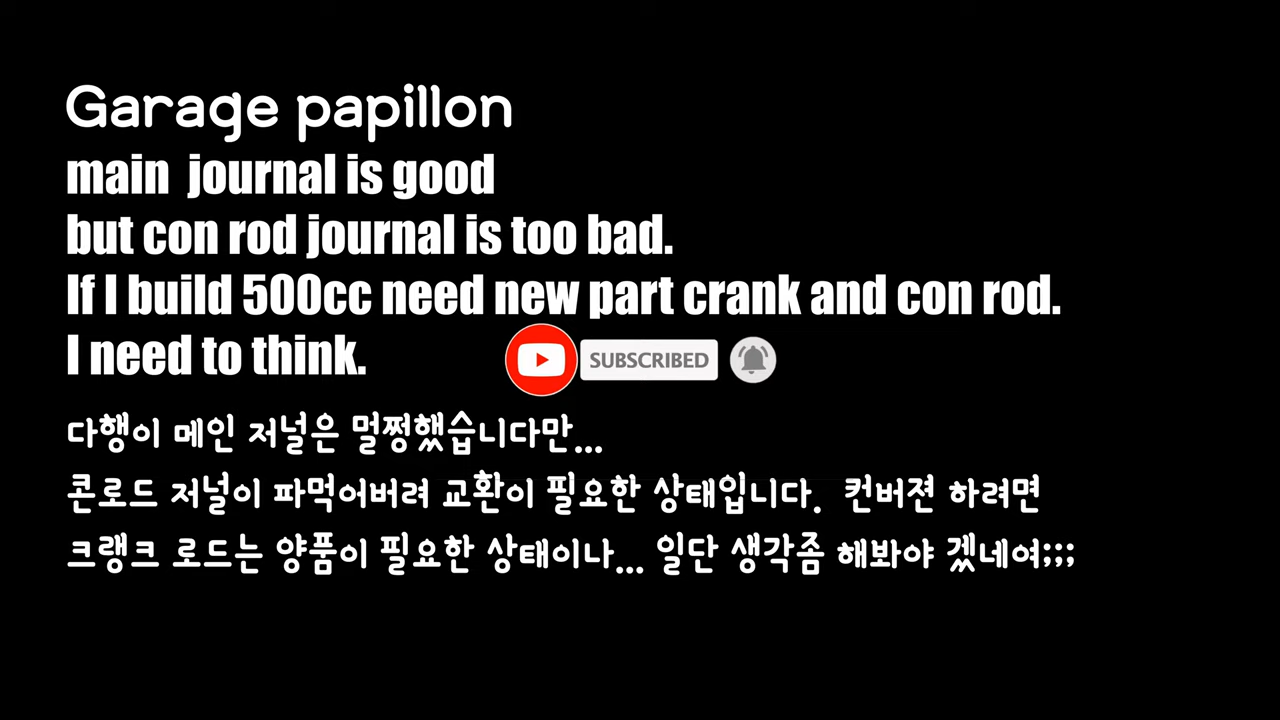 Garage papillon
main journal is good
but con rod journal is too bad.
If I build 500cc need new part crank and con rod.
I need to think.
SUBSCRIBED
다행이 메인 저널은 멀쩡했습니다만...
콘로드 저널이 파먹어버려 교환이 필요한 상태입니다. 컨버젼 하려면
크랭크 로드는 양품이 필요한 상태이나... 일단 생각좀 해봐야 겠네여;;;